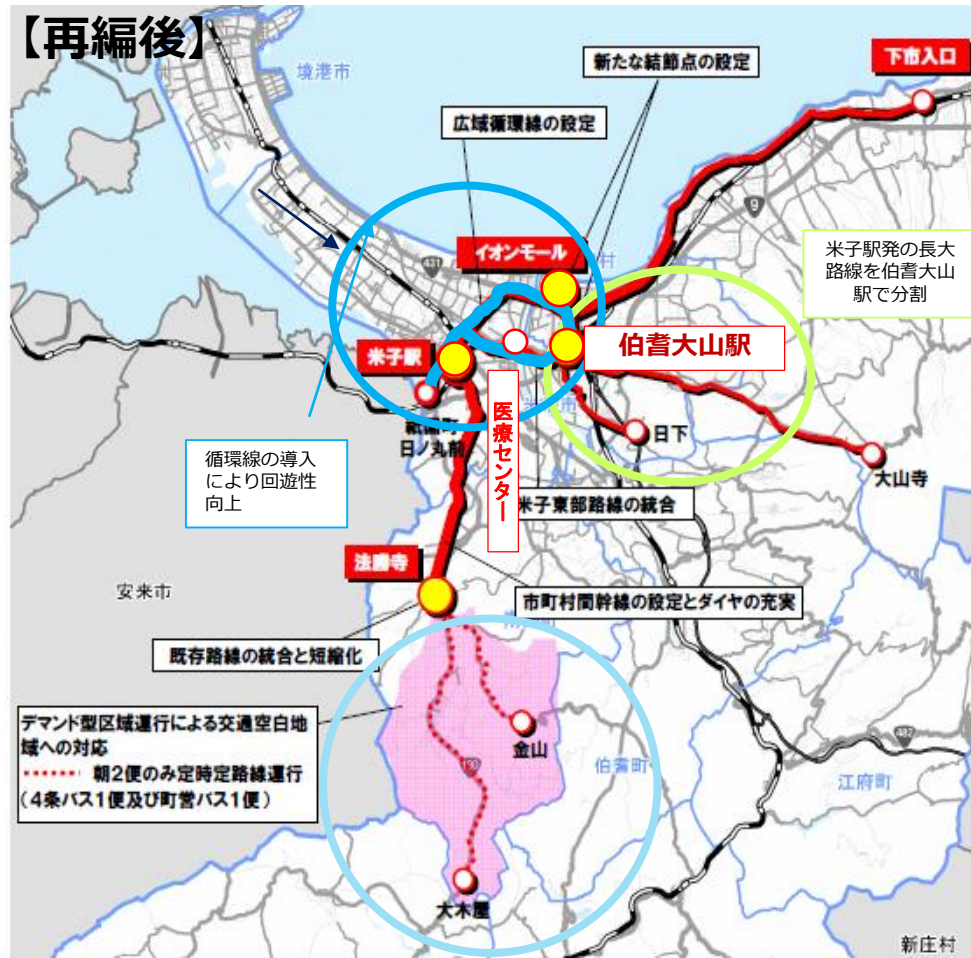 【再編後】
境港市
新たな結節点の設定
下市入口
広域循環線の設定
9
イオンモール
村
431
米子駅発の長大
路線を伯耆大山
駅で分割
米子駅
伯耆大山駅
医療センター
日ノ丸前
日下
大山寺
循環線の導入
により回遊性
向上
米子東部路線の統合
法勝寺
安来市
市町村間幹線の設定とダイヤの充実
既存路線の統合と短縮化
デマンド型区域運行による交通空白地
域への対応
朝2便のみ定時定路線運行
(4条バス1便及び町営バス1便)
金山
伯耆町
482
江府町
大木屋
新庄村